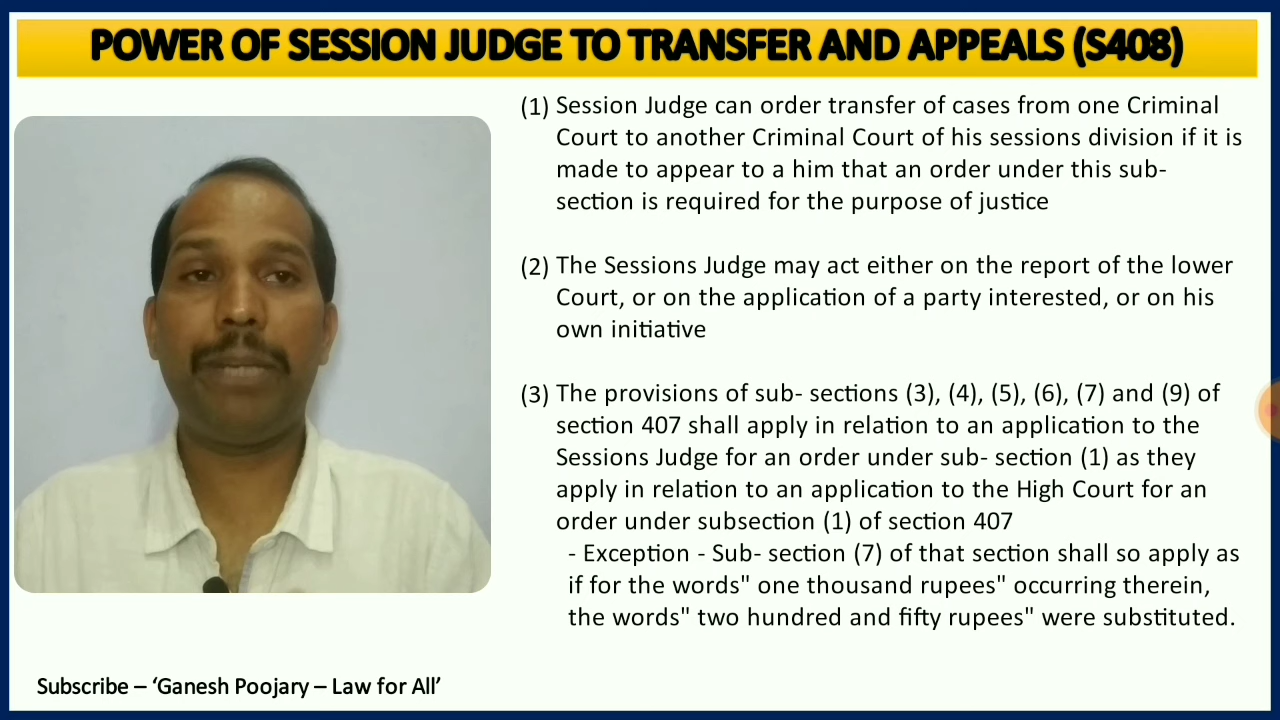 POWER OF SESSION JUDGE TO TRANSFER AND APPEALS (S408)
(1) Session Judge can order transfer of cases from one Criminal
Court to another Criminal Court of his sessions division if it is
made to appear to a him that an order under this sub-
section is required for the purpose of justice
(2) The Sessions Judge may act either on the report of the lower
Court, or on the application of a party interested, or on his
own initiative
(3) The provisions of sub- sections (3), (4), (5), (6), (7) and (9) of
section 407 shall apply in relation to an application to the
Sessions Judge for an order under sub- section (1) as they
apply in relation to an application to the High Court for an
order under subsection (1) of section 407
- Exception - Sub- section (7) of that section shall so apply as
if for the words" one thousand rupees" occurring therein,
the words" two hundred and fifty rupees" were substituted.
Subscribe – ‘Ganesh Poojary – Law for All’